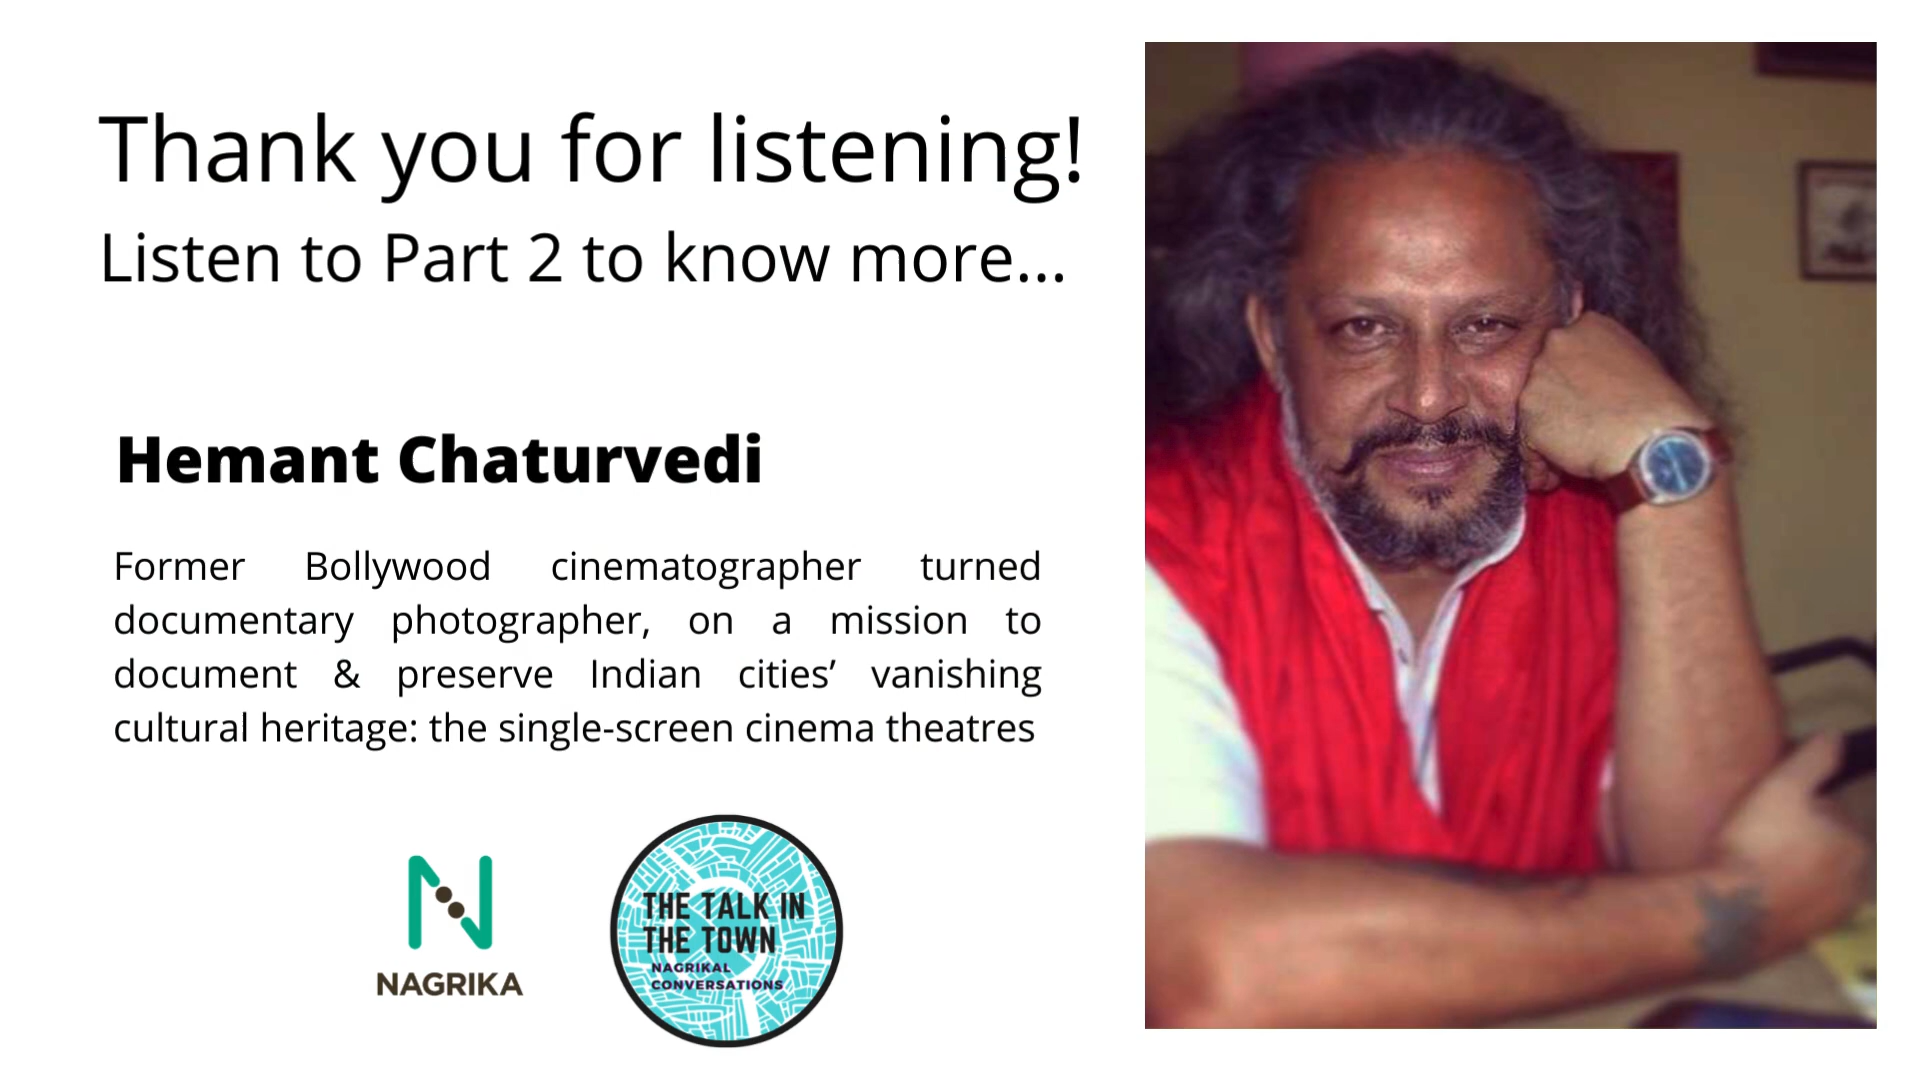 Thank you for listening!
Listen to Part 2 to know more...
Hemant Chaturvedi
Former Bollywood cinematographer turned
documentary photographer, on a mission to
document & preserve Indian cities’ vanishing
cultural heritage: the single-screen cinema theatres
NAGRIKA
THE TALK IN
THE TOWN
NAGRIKAL
CONVERSATIONS